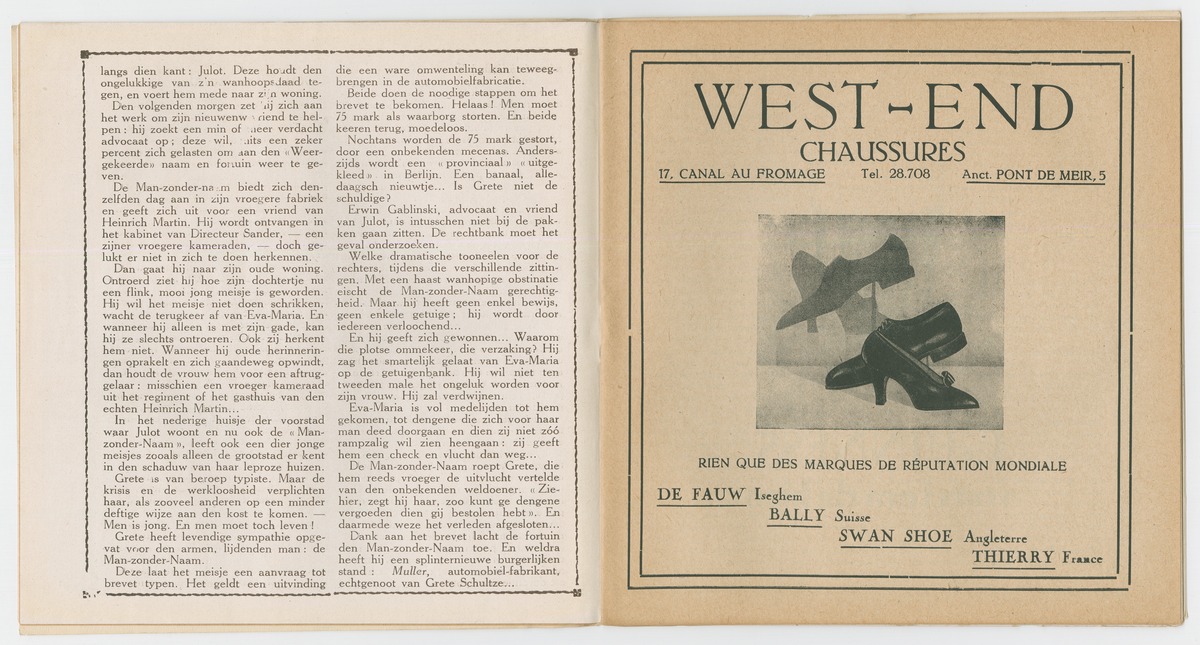 langs dien kant : Julot. Deze houdt den
ongelukkige van z'n wanhoopsdaad te-
gen, en voert hem mede naar zijn woning.
Den volgenden morgen zet hij zich aan
het werk om zijn nieuwenw vriend te hel-
pen : hij zoekt een min of meer verdacht
advocaat op ; deze wil, mits een zeker
percent zich gelasten om aan den «Weer-
gekeerde» naam en fortuin weer te ge-
ven.
De Man-zonder-naam biedt zich den-
zelfden dag aan in zijn vroegere fabriek
en geeft zich uit voor een vriend van
Heinrich Martin. Hij wordt ontvangen in
het kabinet van Directeur Sander, — een
zijner vroegere kameraden, — doch ge-
lukt er niet in zich te doen herkennen.
Dan gaat hij naar zijn oude woning.
Ontroerd ziet hij hoe zijn dochtertje nu
een flink, mooi jong meisje is geworden.
Hij wil het meisje niet doen schrikken,
wacht de terugkeer af van Eva-Maria. En
wanneer hij alleen is met zijn gade, kan
hij ze slechts ontroeren. Ook zij herkent
hem niet. Wanneer hij oude herinnerin-
gen oprakelt en zich gaandeweg opwindt,
dan houdt de vrouw hem voor een aftrug-
gelaar : misschien een vroeger kameraad
uit het regiment of het gasthuis van den
echten Heinrich Martin...
In het nederige huisje der voorstad
waar Julot woont en nu ook de « Man-
zonder-Naam », leeft ook een dier jonge
meisjes zooals alleen de grootstad er kent
in den schaduw van haar leproze huizen.
Grete is van beroep typiste. Maar de
krisis en de werkloosheid verplichten
haar, als zooveel anderen op een minder
deftige wijze aan den kost te komen. —
Men is jong. En men moet toch leven !
Grete heeft levendige sympathie opge-
vat voor den armen, lijdenden man : de
Man-zonder-Naam.
Deze laat het meisje een aanvraag tot
brevet typen. Het geldt een uitvinding
die een ware omwenteling kan teweeg-
brengen in de automobielfabricatie.
Beide doen de noodige stappen om het
brevet te bekomen. Helaas ! Men moet
75 mark als waarborg storten. En beide
keeren terug, moedeloos.
Nochtans worden de 75 mark gestort,
door een onbekenden mecenas. Anders-
zijds wordt een « provinciaal » « uitge-
kleed » in Berlijn. Een banaal, alle-
daagsch nieuwtje... Is Grete niet de
schuldige ?
Erwin Gablinski, advocaat en vriend
van Julot, is intusschen niet bij de pak-
ken gaan zitten. De rechtbank moet het
geval onderzoeken.
Welke dramatische tooneelen voor de
rechters, tijdens die verschillende zittin-
gen. Met een haast wanhopige obstinatie
eischt de Man-zonder-Naam gerechtig-
heid. Maar hij heeft geen enkel bewijs,
geen enkele getuige ; hij wordt door
iedereen verloochend...
En hij geeft zich gewonnen... Waarom
die plotse ommekeer, die verzaking ? Hij
zag het smartelijk gelaat van Eva-Maria
op de getuigenbank. Hij wil niet ten
tweeden male het ongeluk worden voor
zijn vrouw. Hij zal verdwijnen.
Eva-Maria is vol medelijden tot hem
gekomen, tot dengene die zich voor haar
man deed doorgaan en dien zij niet zóó
rampzalig wil zien heengaan : zij geeft
hem een check en vlucht dan weg...
De Man-zonder-Naam roept Grete, die
hem reeds vroeger de uitvlucht vertelde
van den onbekenden weldoener. « Zie-
hier, zegt hij haar, zoo kunt ge dengene
vergoeden dien gij bestolen hebt ». En
daarmede weze het verleden afgesloten...
Dank aan het brevet lacht de fortuin
den Man-zonder-Naam toe. En weldra
heeft hij een splinternieuwe burgerlijken
stand : Muller, automobiel-fabrikant,
echtgenoot van Grete Schultze...
WEST-END
CHAUSSURES
17, CANAL AU FROMAGE Tel. 28.708 Anct. PONT DE MEIR, 5
RIEN QUE DES MARQUES DE RÉPUTATION MONDIALE
DE FAUW Iseghem
BALLY Suisse
SWAN SHOE Angleterre
THIERRY France